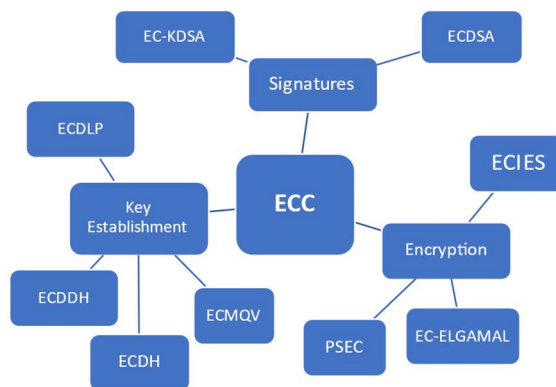 EC-KDSA
ECDSA
Signatures
ECDLP
ECIES
ECC
Key
Establishment
Encryption
ECDDH
ECMQV
ECDH
PSEC
EC-ELGAMAL